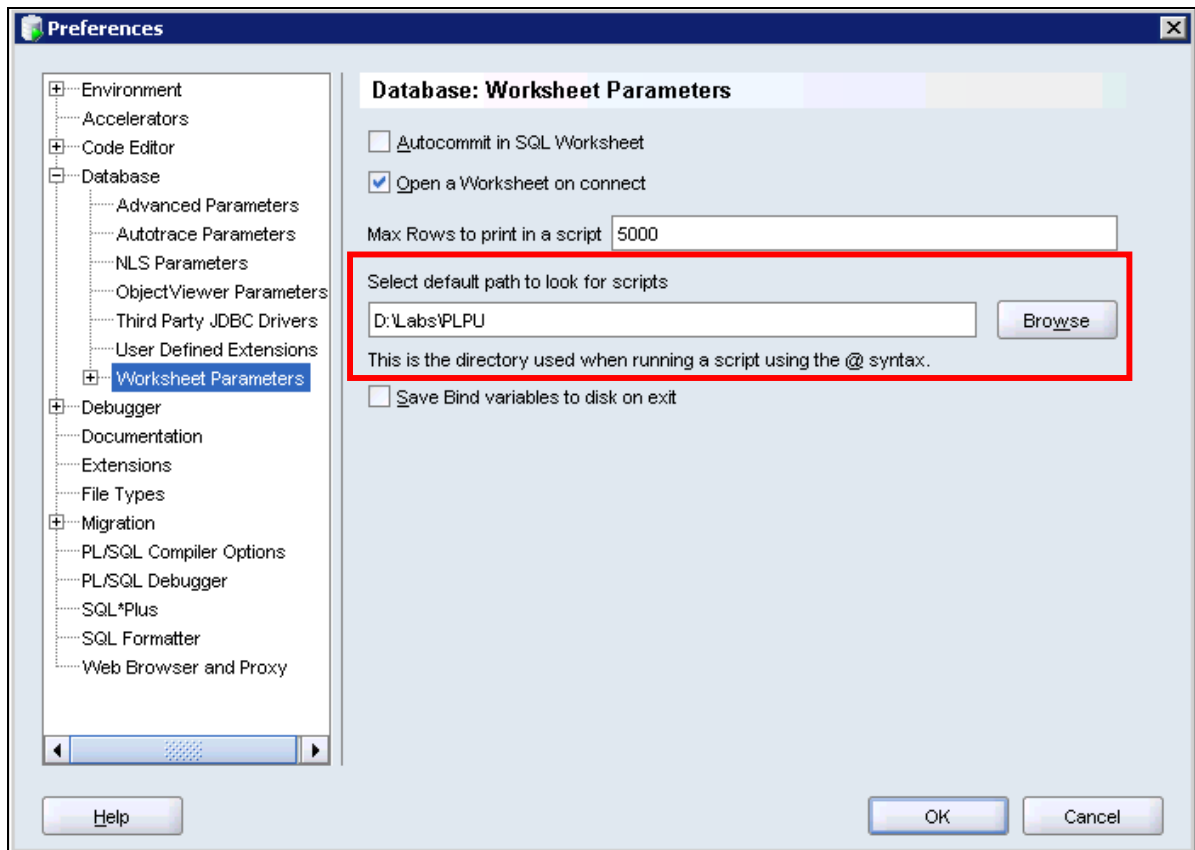 Preferences
Environment
Accelerators
Code Editor
Database
Advanced Parameters
Autotrace Parameters
NLS Parameters
ObjectViewer Parameters
Third Party JDBC Drivers
User Defined Extensions
Worksheet Parameters
Debugger
Documentation
Extensions
File Types
Migration
PL/SQL Compiler Options
PL/SQL Debugger
SQL*Plus
SQL Formatter
Web Browser and Proxy
Database: Worksheet Parameters
Autocommit in SQL Worksheet
Open a Worksheet on connect
Max Rows to print in a script 5000
Select default path to look for scripts
D:\Labs\PLPU Browse
This is the directory used when running a script using the @ syntax.
Save Bind variables to disk on exit
Help OK Cancel